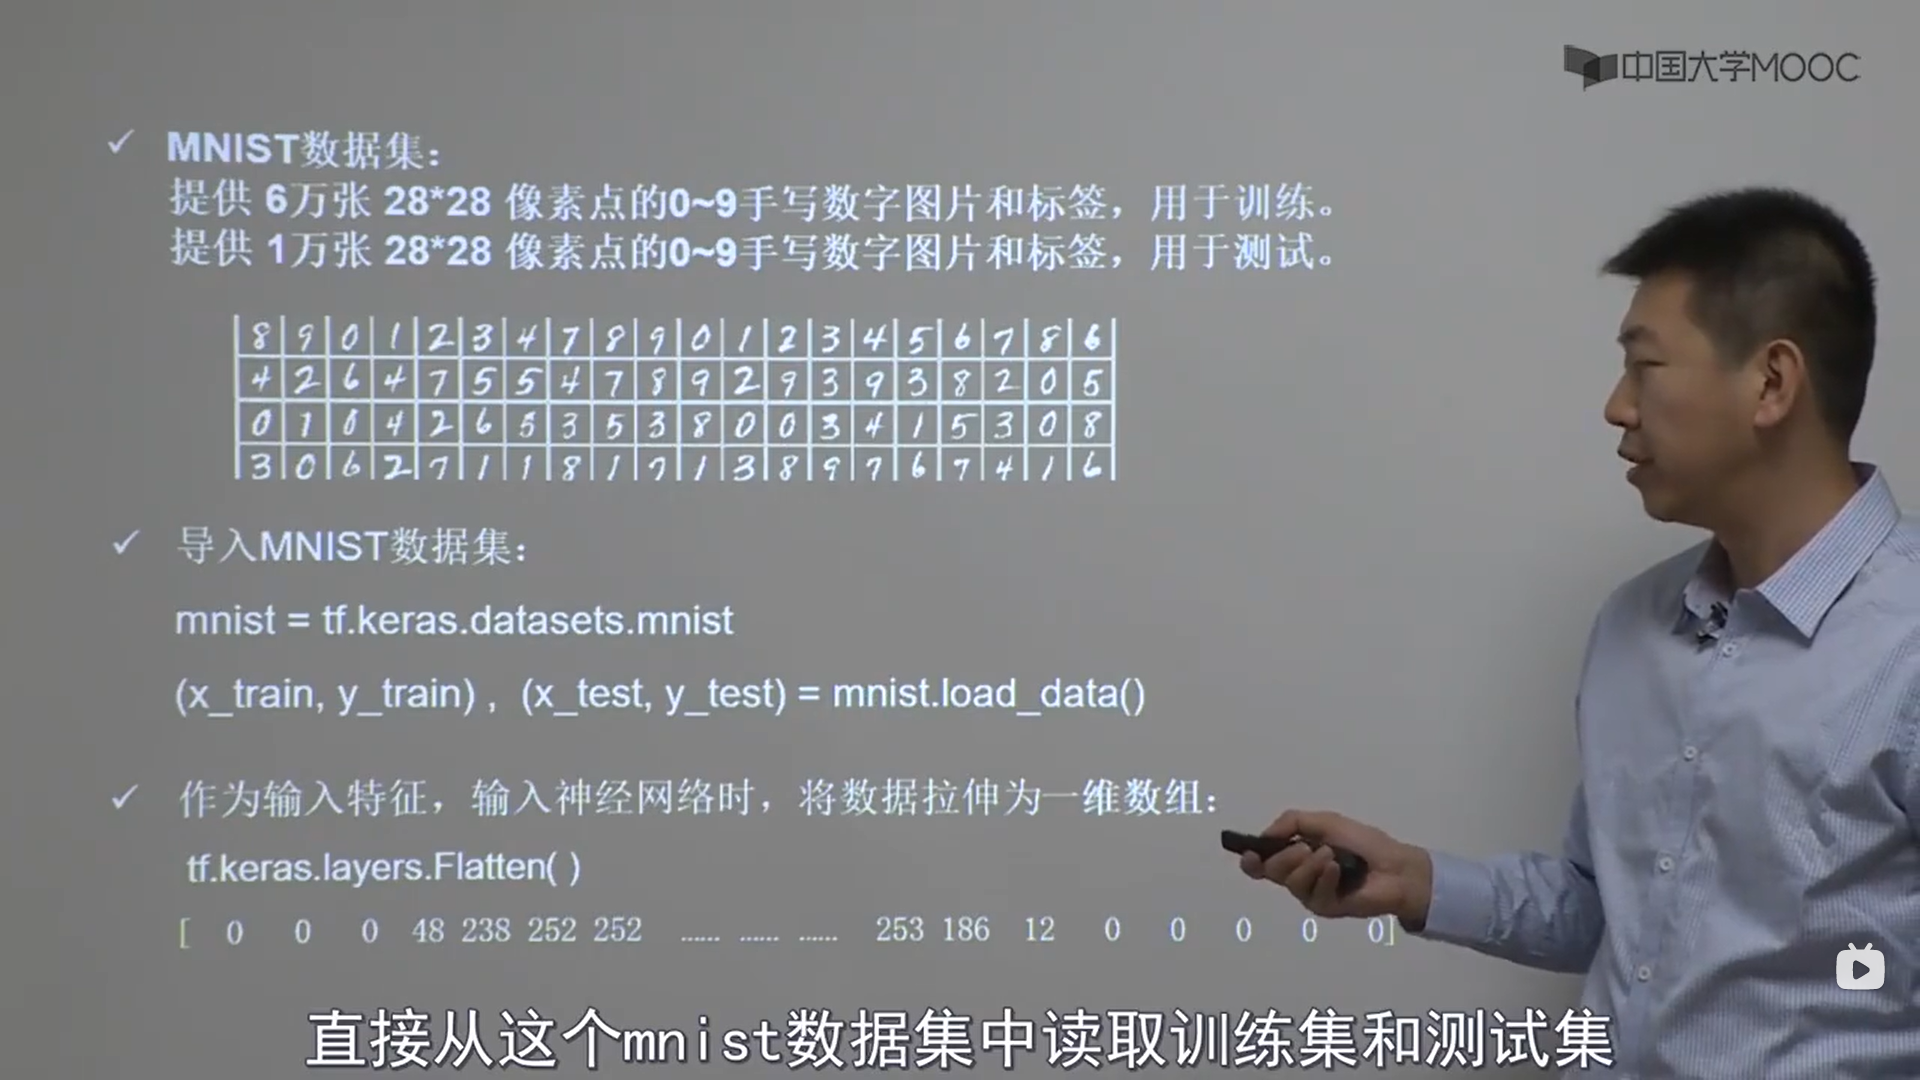 中国大学MOOC
✓ MNIST数据集：
提供 6万张 28*28 像素点的0~9手写数字图片和标签，用于训练。
提供 1万张 28*28 像素点的0~9手写数字图片和标签，用于测试。
8 9 0 1 2 3 4 7 8 9 0 1 2 3 4 5 6 7 8 6
4 2 6 4 7 5 5 4 7 8 9 2 9 3 9 3 8 2 0 5
0 1 0 4 2 6 5 3 5 3 8 0 0 3 4 1 5 3 0 8
3 0 6 2 7 1 1 8 1 7 1 3 8 9 7 6 7 4 1 6
✓ 导入MNIST数据集：
mnist = tf.keras.datasets.mnist
(x_train, y_train) , (x_test, y_test) = mnist.load_data()
✓ 作为输入特征，输入神经网络时，将数据拉伸为一维数组：
tf.keras.layers.Flatten( )
[ 0 0 0 48 238 252 252 …… …… …… 253 186 12 0 0 0 0 0]
直接从这个mnist数据集中读取训练集和测试集